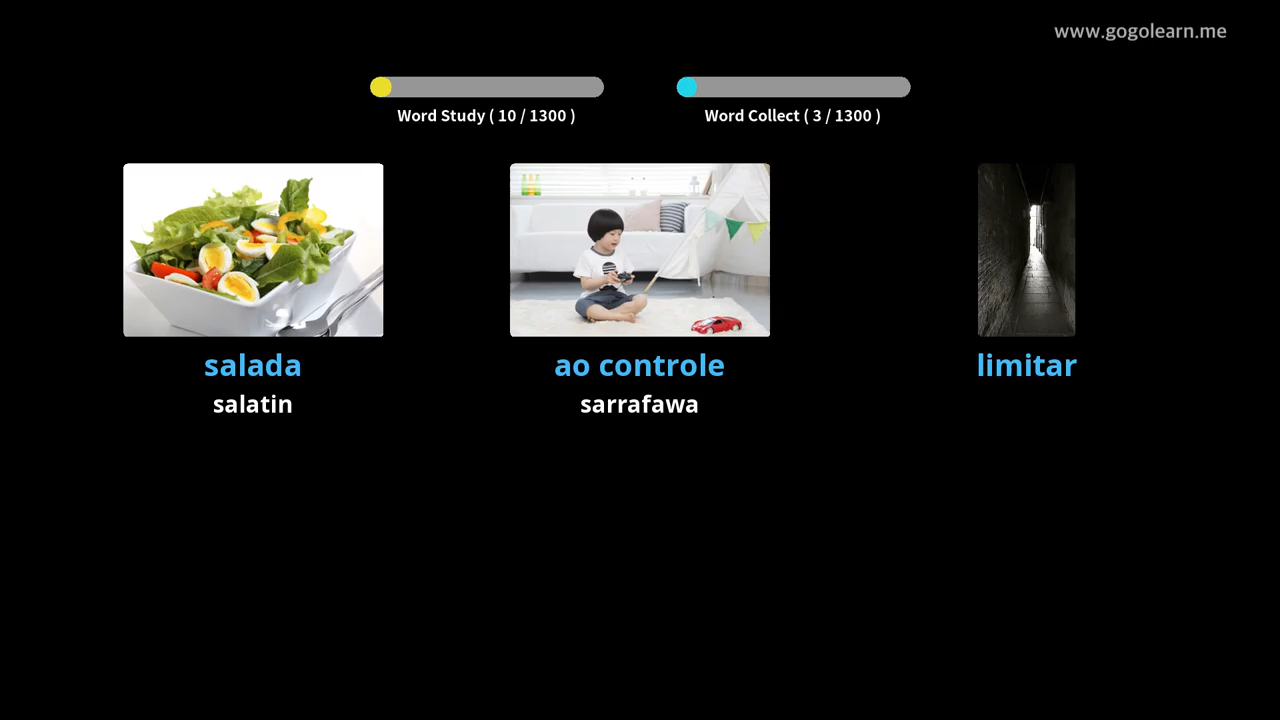 www.gogolearn.me
Word Study ( 10 / 1300 )
Word Collect ( 3 / 1300 )
salada
ao controle
limitar
salatin
sarrafawa